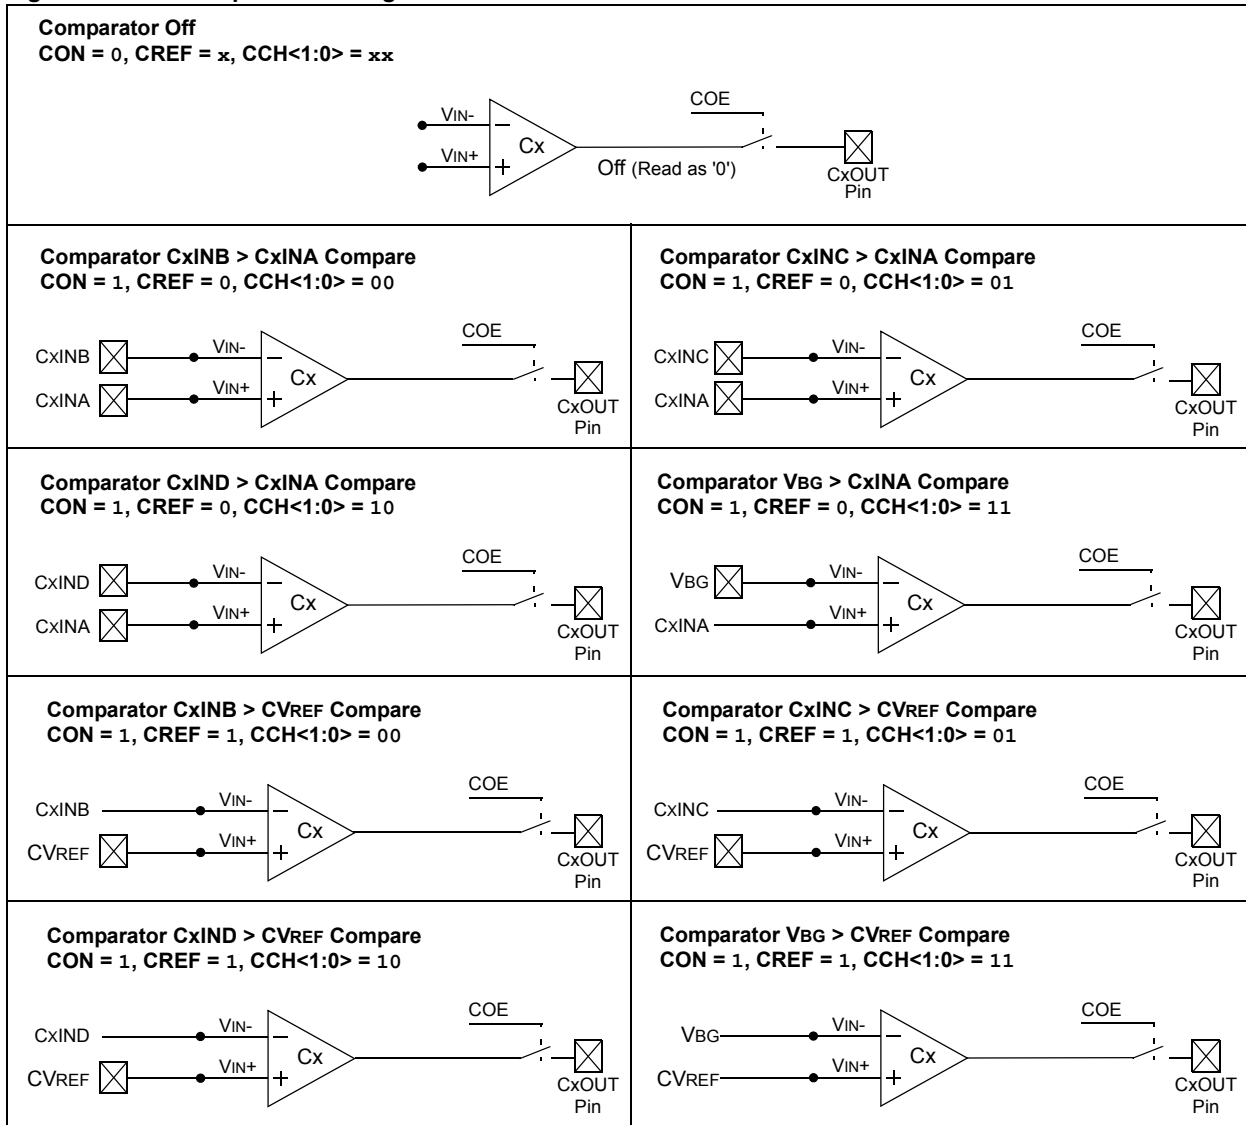 Comparator Off
CON = 0, CREF = x, CCH<1:0> = xx
COE
VIN-
Cx
VIN+
Off (Read as '0')
CxOUT
Pin
Comparator CxINB > CxINA Compare
CON = 1, CREF = 0, CCH<1:0> = 00
COE
CXINB
VIN-
Cx
CXINA
VIN+
CxOUT
Pin
Comparator CxINC > CxINA Compare
CON = 1, CREF = 0, CCH<1:0> = 01
COE
CXINC
VIN-
Cx
CXINA
VIN+
CxOUT
Pin
Comparator CxIND > CxINA Compare
CON = 1, CREF = 0, CCH<1:0> = 10
COE
CXIND
VIN-
Cx
CXINA
VIN+
CxOUT
Pin
Comparator VBG > CxINA Compare
CON = 1, CREF = 0, CCH<1:0> = 11
COE
VBG
VIN-
Cx
CXINA
VIN+
CxOUT
Pin
Comparator CxINB > CVREF Compare
CON = 1, CREF = 1, CCH<1:0> = 00
COE
CXINB
VIN-
Cx
CVREF
VIN+
CxOUT
Pin
Comparator CxINC > CVREF Compare
CON = 1, CREF = 1, CCH<1:0> = 01
COE
CXINC
VIN-
Cx
CVREF
VIN+
CxOUT
Pin
Comparator CxIND > CVREF Compare
CON = 1, CREF = 1, CCH<1:0> = 10
COE
CXIND
VIN-
Cx
CVREF
VIN+
CxOUT
Pin
Comparator VBG > CVREF Compare
CON = 1, CREF = 1, CCH<1:0> = 11
COE
VBG
VIN-
Cx
CVREF
VIN+
CxOUT
Pin